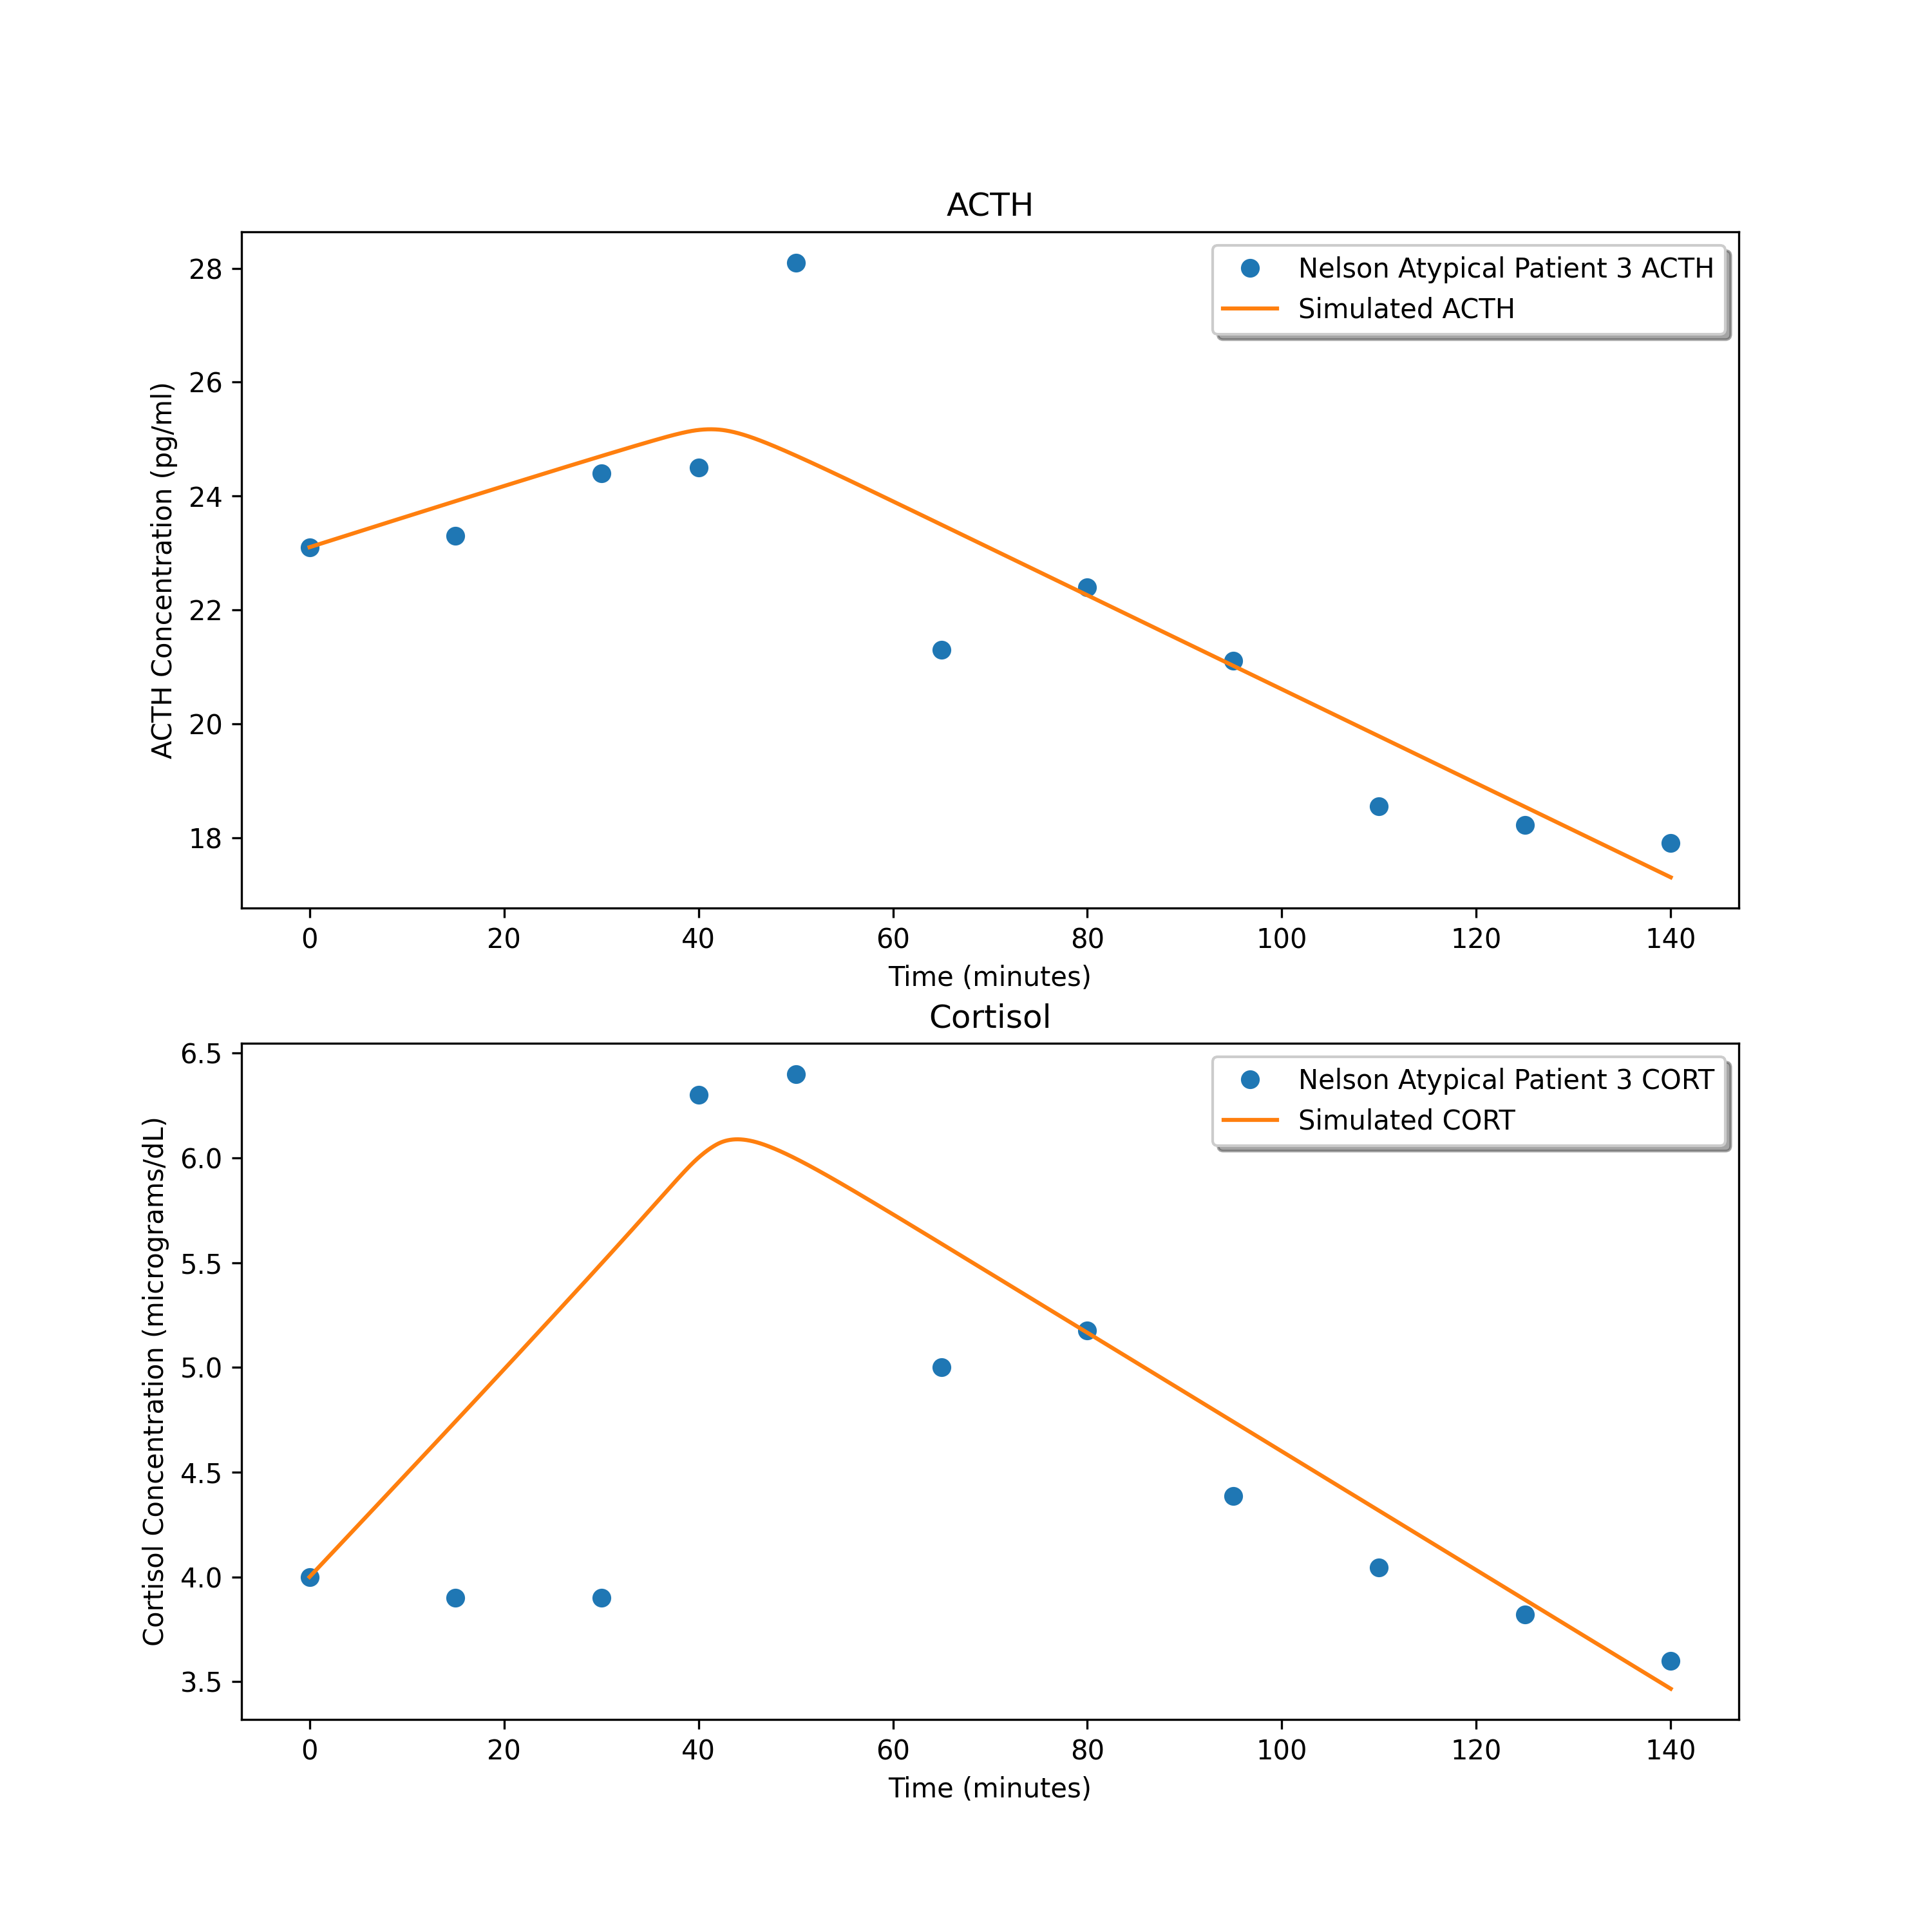 ACTH
28
26
24
22
20
18
ACTH Concentration (pg/ml)
Nelson Atypical Patient 3 ACTH
Simulated ACTH
0 20 40 60 80 100 120 140
Time (minutes)
Cortisol
6.5
6.0
5.5
5.0
4.5
4.0
3.5
Cortisol Concentration (micrograms/dL)
Nelson Atypical Patient 3 CORT
Simulated CORT
0 20 40 60 80 100 120 140
Time (minutes)